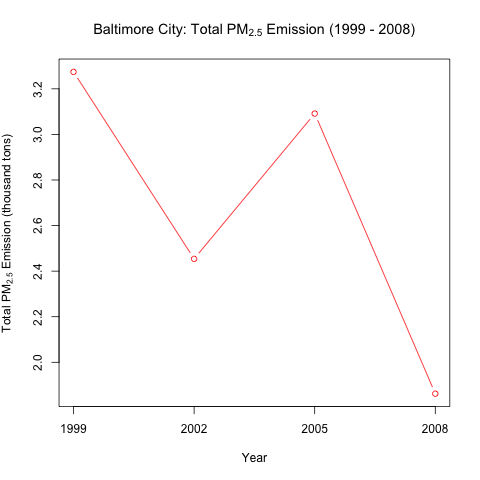 Baltimore City: Total PM2.5 Emission (1999 - 2008)
Total PM2.5 Emission (thousand tons)
3.2
3.0
2.8
2.6
2.4
2.2
2.0
1999 2002 2005 2008
Year